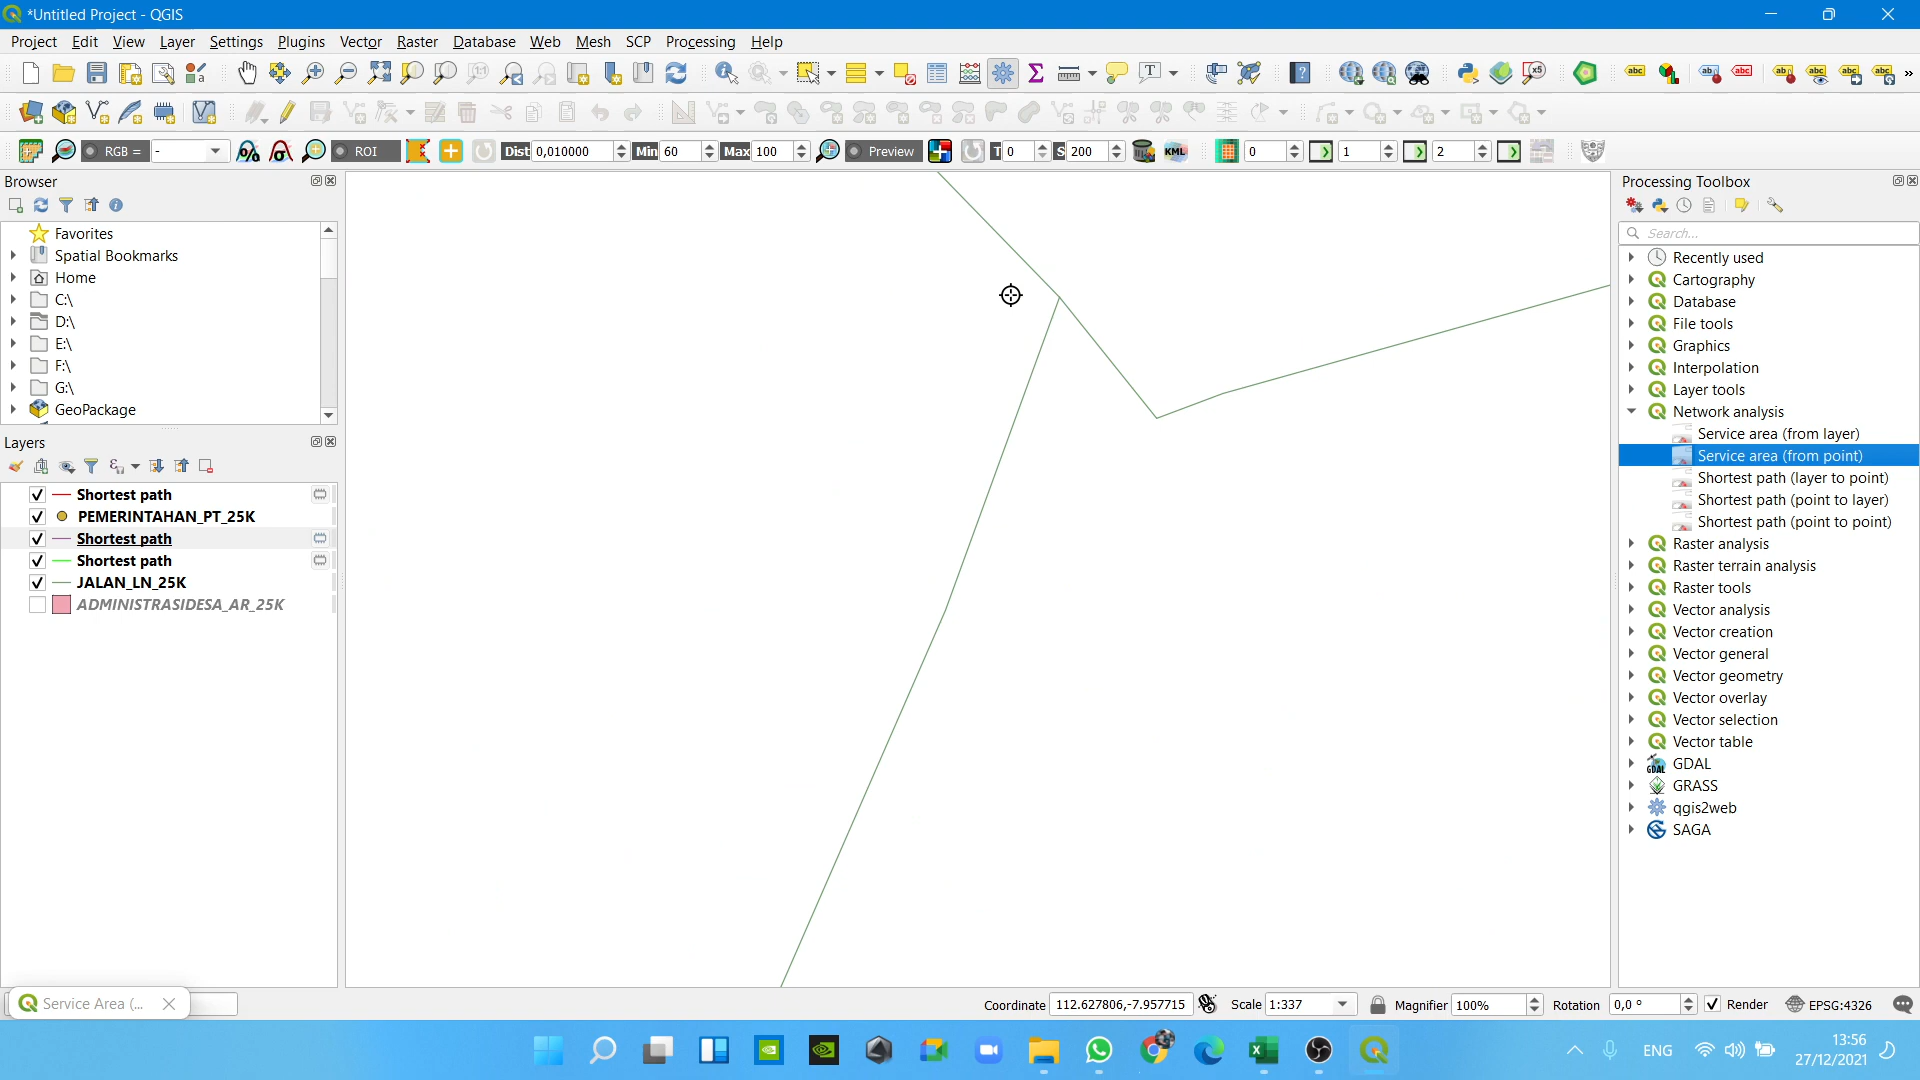 *Untitled Project - QGIS
Project Edit View Layer Settings Plugins Vector Raster Database Web Mesh SCP Processing Help
RGB = - ROI Dist 0,010000 Min 60 Max 100 Preview T 0 S 200 KML 0 1 2
Browser
Favorites
Spatial Bookmarks
Home
C:\
D:\
E:\
F:\
G:\
GeoPackage
Layers
Shortest path
PEMERINTAHAN_PT_25K
Shortest path
Shortest path
JALAN_LN_25K
ADMINISTRASIDESA_AR_25K
Processing Toolbox
Search...
Recently used
Cartography
Database
File tools
Graphics
Interpolation
Layer tools
Network analysis
Service area (from layer)
Service area (from point)
Shortest path (layer to point)
Shortest path (point to layer)
Shortest path (point to point)
Raster analysis
Raster terrain analysis
Raster tools
Vector analysis
Vector creation
Vector general
Vector geometry
Vector overlay
Vector selection
Vector table
GDAL
GRASS
qgis2web
SAGA
Service Area (...
Coordinate 112.627806,-7.957715 Scale 1:337 Magnifier 100% Rotation 0,0 ° Render EPSG:4326
ENG
13:56
27/12/2021